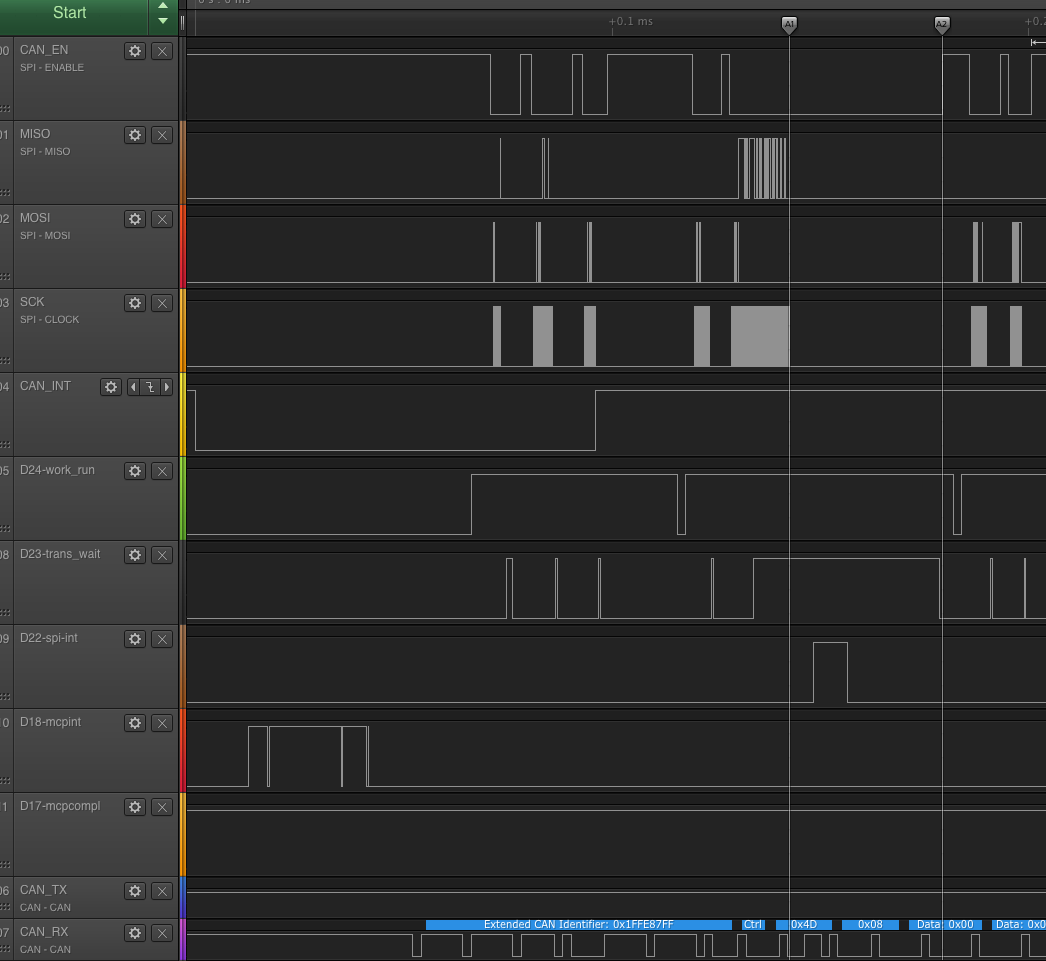 Start
+0.1 ms
A1
A2
+0.2
00
CAN_EN
SPI - ENABLE
01
MISO
SPI - MISO
02
MOSI
SPI - MOSI
03
SCK
SPI - CLOCK
04
CAN_INT
05
D24-work_run
08
D23-trans_wait
09
D22-spi-int
10
D18-mcpint
11
D17-mcpcompl
06
CAN_TX
CAN - CAN
07
CAN_RX
CAN - CAN
Extended CAN Identifier: 0x1FFE87FF
Ctrl
0x4D
0x08
Data: 0x00
Data: 0x0